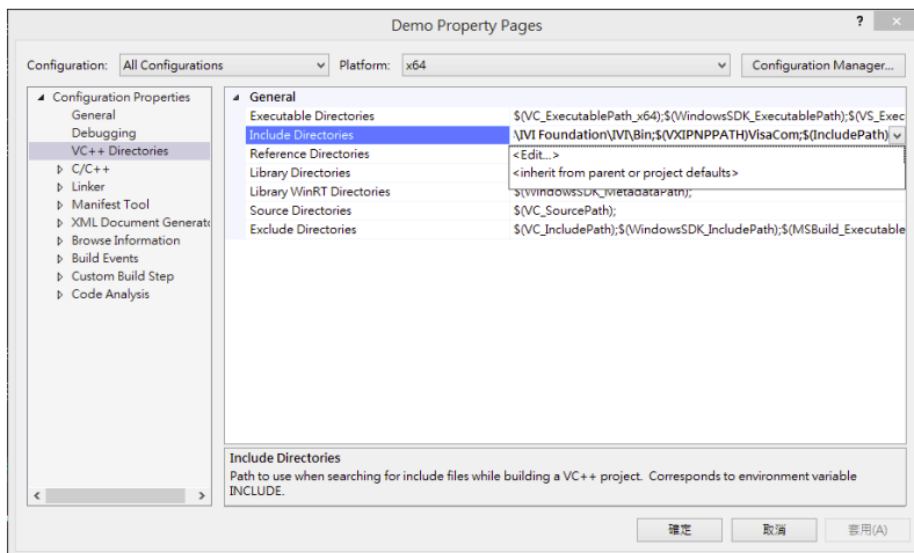 Demo Property Pages
?
Configuration: All Configurations Platform: x64 Configuration Manager...
Configuration Properties
General
Debugging
VC++ Directories
C/C++
Linker
Manifest Tool
XML Document Generato
Browse Information
Build Events
Custom Build Step
Code Analysis
General
Executable Directories $(VC_ExecutablePath_x64);$(WindowsSDK_ExecutablePath);$(VS_Exec
Include Directories \IVI Foundation\IVI\Bin;$(VXIPNPPATH)VisaCom;$(IncludePath)
Reference Directories <Edit...>
Library Directories <inherit from parent or project defaults>
Library WinRT Directories $(WindowsSDK_MetadataPath);
Source Directories $(VC_SourcePath);
Exclude Directories $(VC_IncludePath);$(WindowsSDK_IncludePath);$(MSBuild_Executable
Include Directories
Path to use when searching for include files while building a VC++ project. Corresponds to environment variable
INCLUDE.
確定 取消 套用(A)